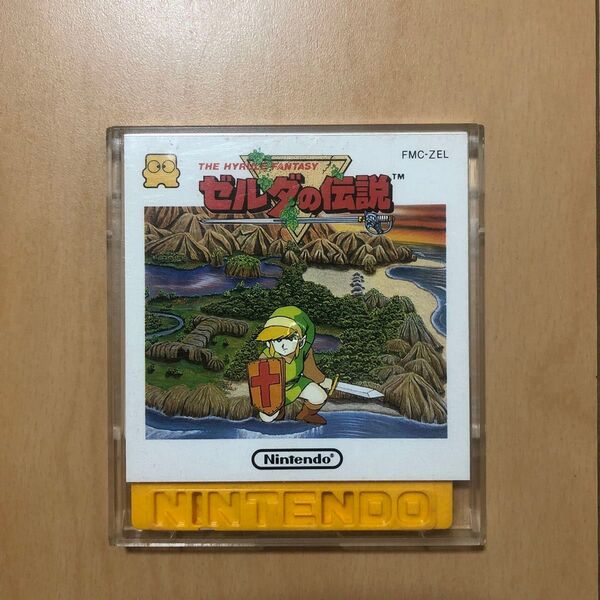 FMC-ZEL
THE HYRULE FANTASY
ゼルダの伝説™
Nintendo®
NINTENDO